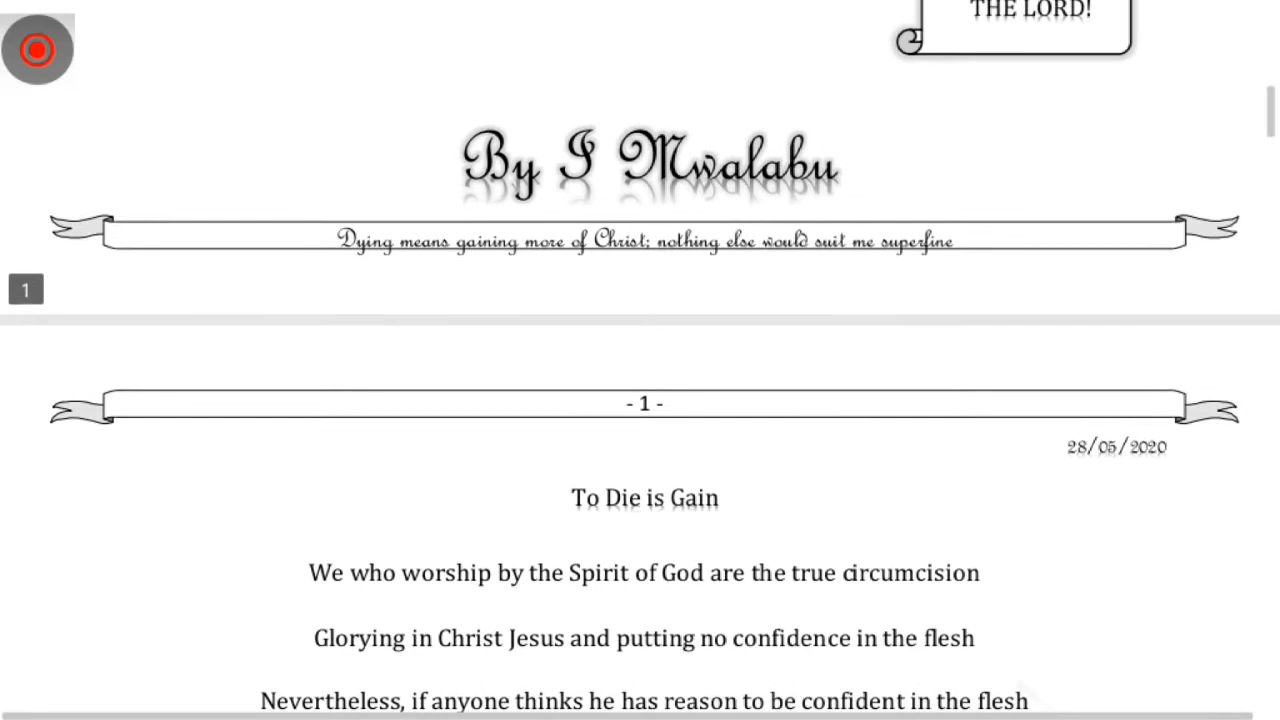 THE LORD!
By I Mwalabu
Dying means gaining more of Christ; nothing else would suit me superfine
1
- 1 -
28/05/2020
To Die is Gain
We who worship by the Spirit of God are the true circumcision
Glorying in Christ Jesus and putting no confidence in the flesh
Nevertheless, if anyone thinks he has reason to be confident in the flesh